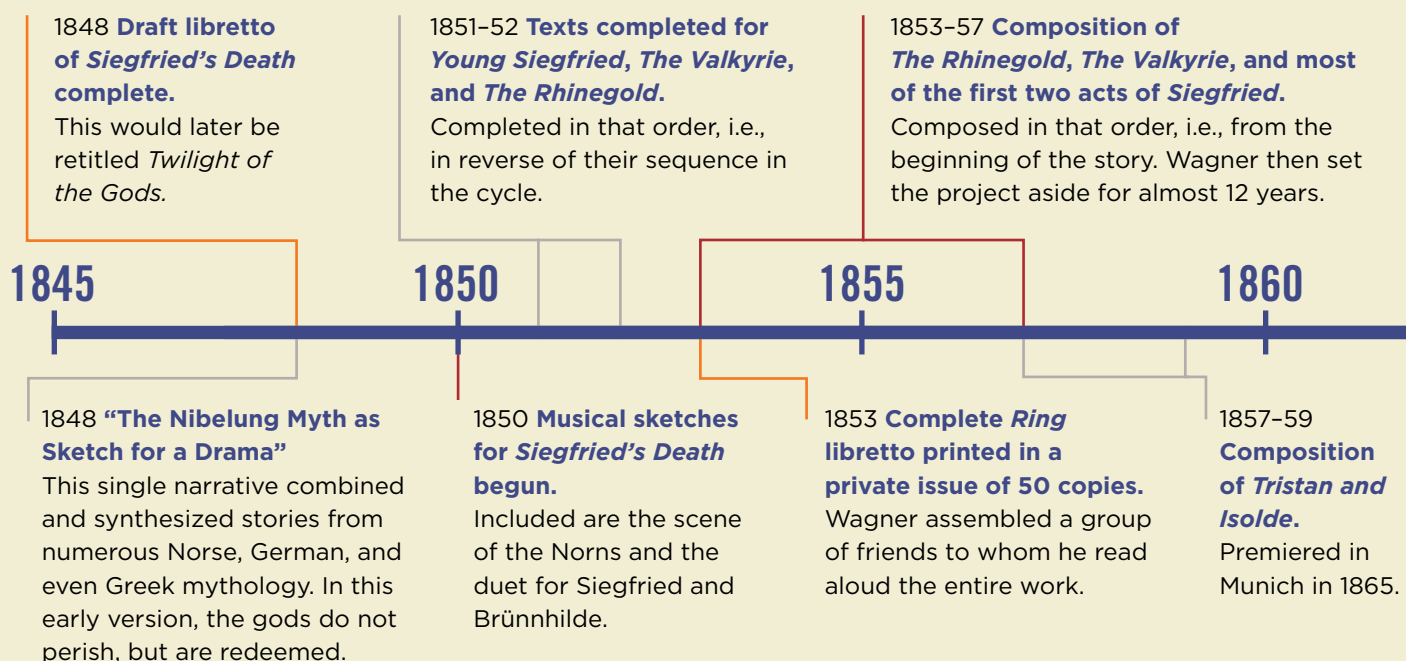 1848 Draft libretto
of Siegfried’s Death
complete.
This would later be
retitled Twilight of
the Gods.
1851–52 Texts completed for
Young Siegfried, The Valkyrie,
and The Rhinegold.
Completed in that order, i.e.,
in reverse of their sequence in
the cycle.
1853–57 Composition of
The Rhinegold, The Valkyrie, and most
of the first two acts of Siegfried.
Composed in that order, i.e., from the
beginning of the story. Wagner then set
the project aside for almost 12 years.
1845
1850
1855
1860
1848 “The Nibelung Myth as
Sketch for a Drama”
This single narrative combined
and synthesized stories from
numerous Norse, German, and
even Greek mythology. In this
early version, the gods do not
perish, but are redeemed.
1850 Musical sketches
for Siegfried’s Death
begun.
Included are the scene
of the Norns and the
duet for Siegfried and
Brünnhilde.
1853 Complete Ring
libretto printed in a
private issue of 50 copies.
Wagner assembled a group
of friends to whom he read
aloud the entire work.
1857–59
Composition
of Tristan and
Isolde.
Premiered in
Munich in 1865.